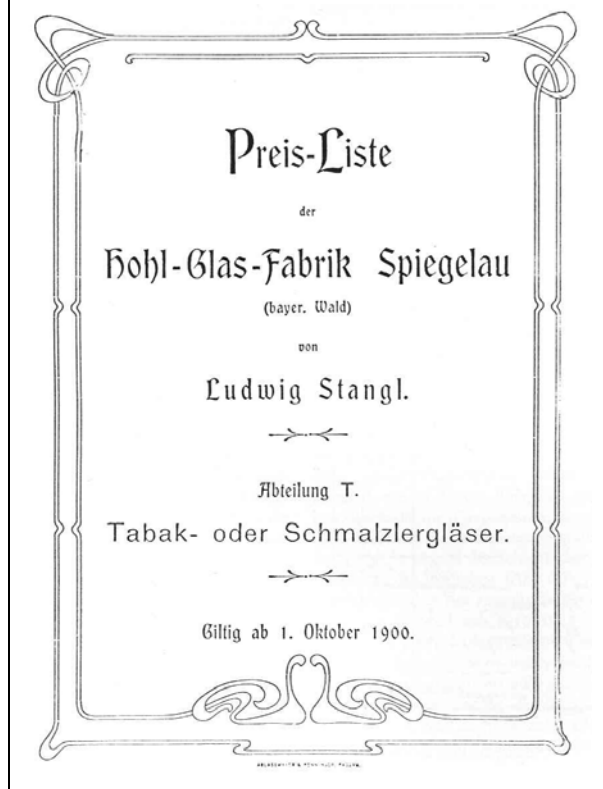 Preis-Liste
der
Hohl-Glas-Fabrik Spiegelau
(bayer. Wald)
von
Ludwig Stangl.
Abteilung T.
Tabak- oder Schmalzlergläser.
Giltig ab 1. Oktober 1900.